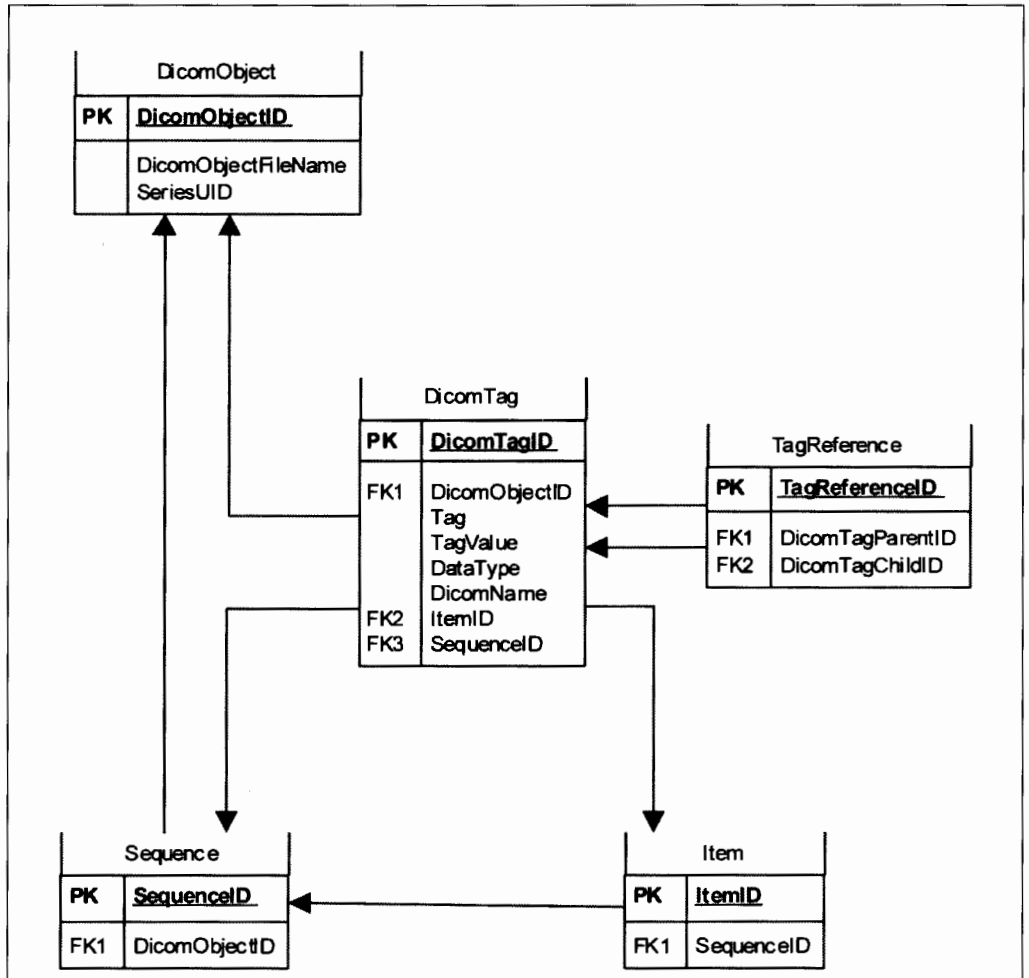 DicomObject
PK DicomObjectID
DicomObjectFileName
SeriesUID
DicomTag
PK DicomTagID
FK1 DicomObjectID
Tag
TagValue
DataType
DicomName
FK2 ItemID
FK3 SequenceID
TagReference
PK TagReferenceID
FK1 DicomTagParentID
FK2 DicomTagChildID
Sequence
PK SequenceID
FK1 DicomObjectID
Item
PK ItemID
FK1 SequenceID